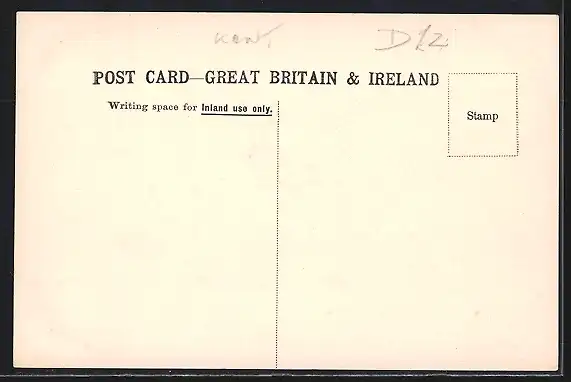 Kent, D12
POST CARD—GREAT BRITAIN & IRELAND
Writing space for Inland use only.
Stamp